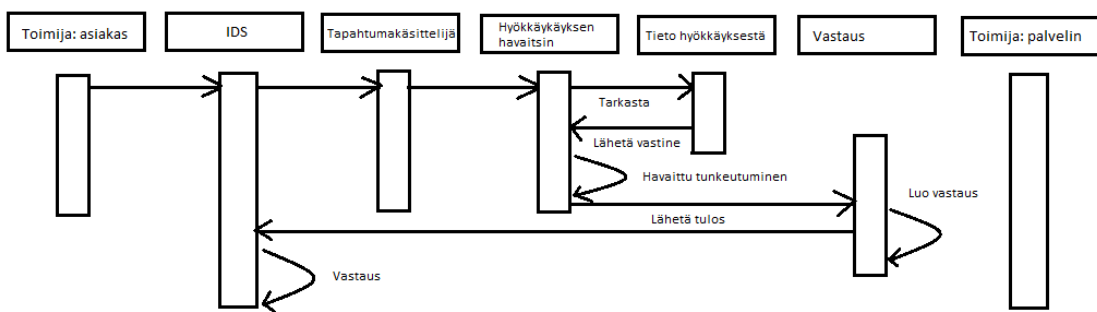 Toimija: asiakas
IDS
Tapahtumakäsittelijä
Hyökkäykäyksen
havaitsin
Tieto hyökkäyksestä
Vastaus
Toimija: palvelin
Tarkasta
Lähetä vastine
Havaittu tunkeutuminen
Luo vastaus
Lähetä tulos
Vastaus